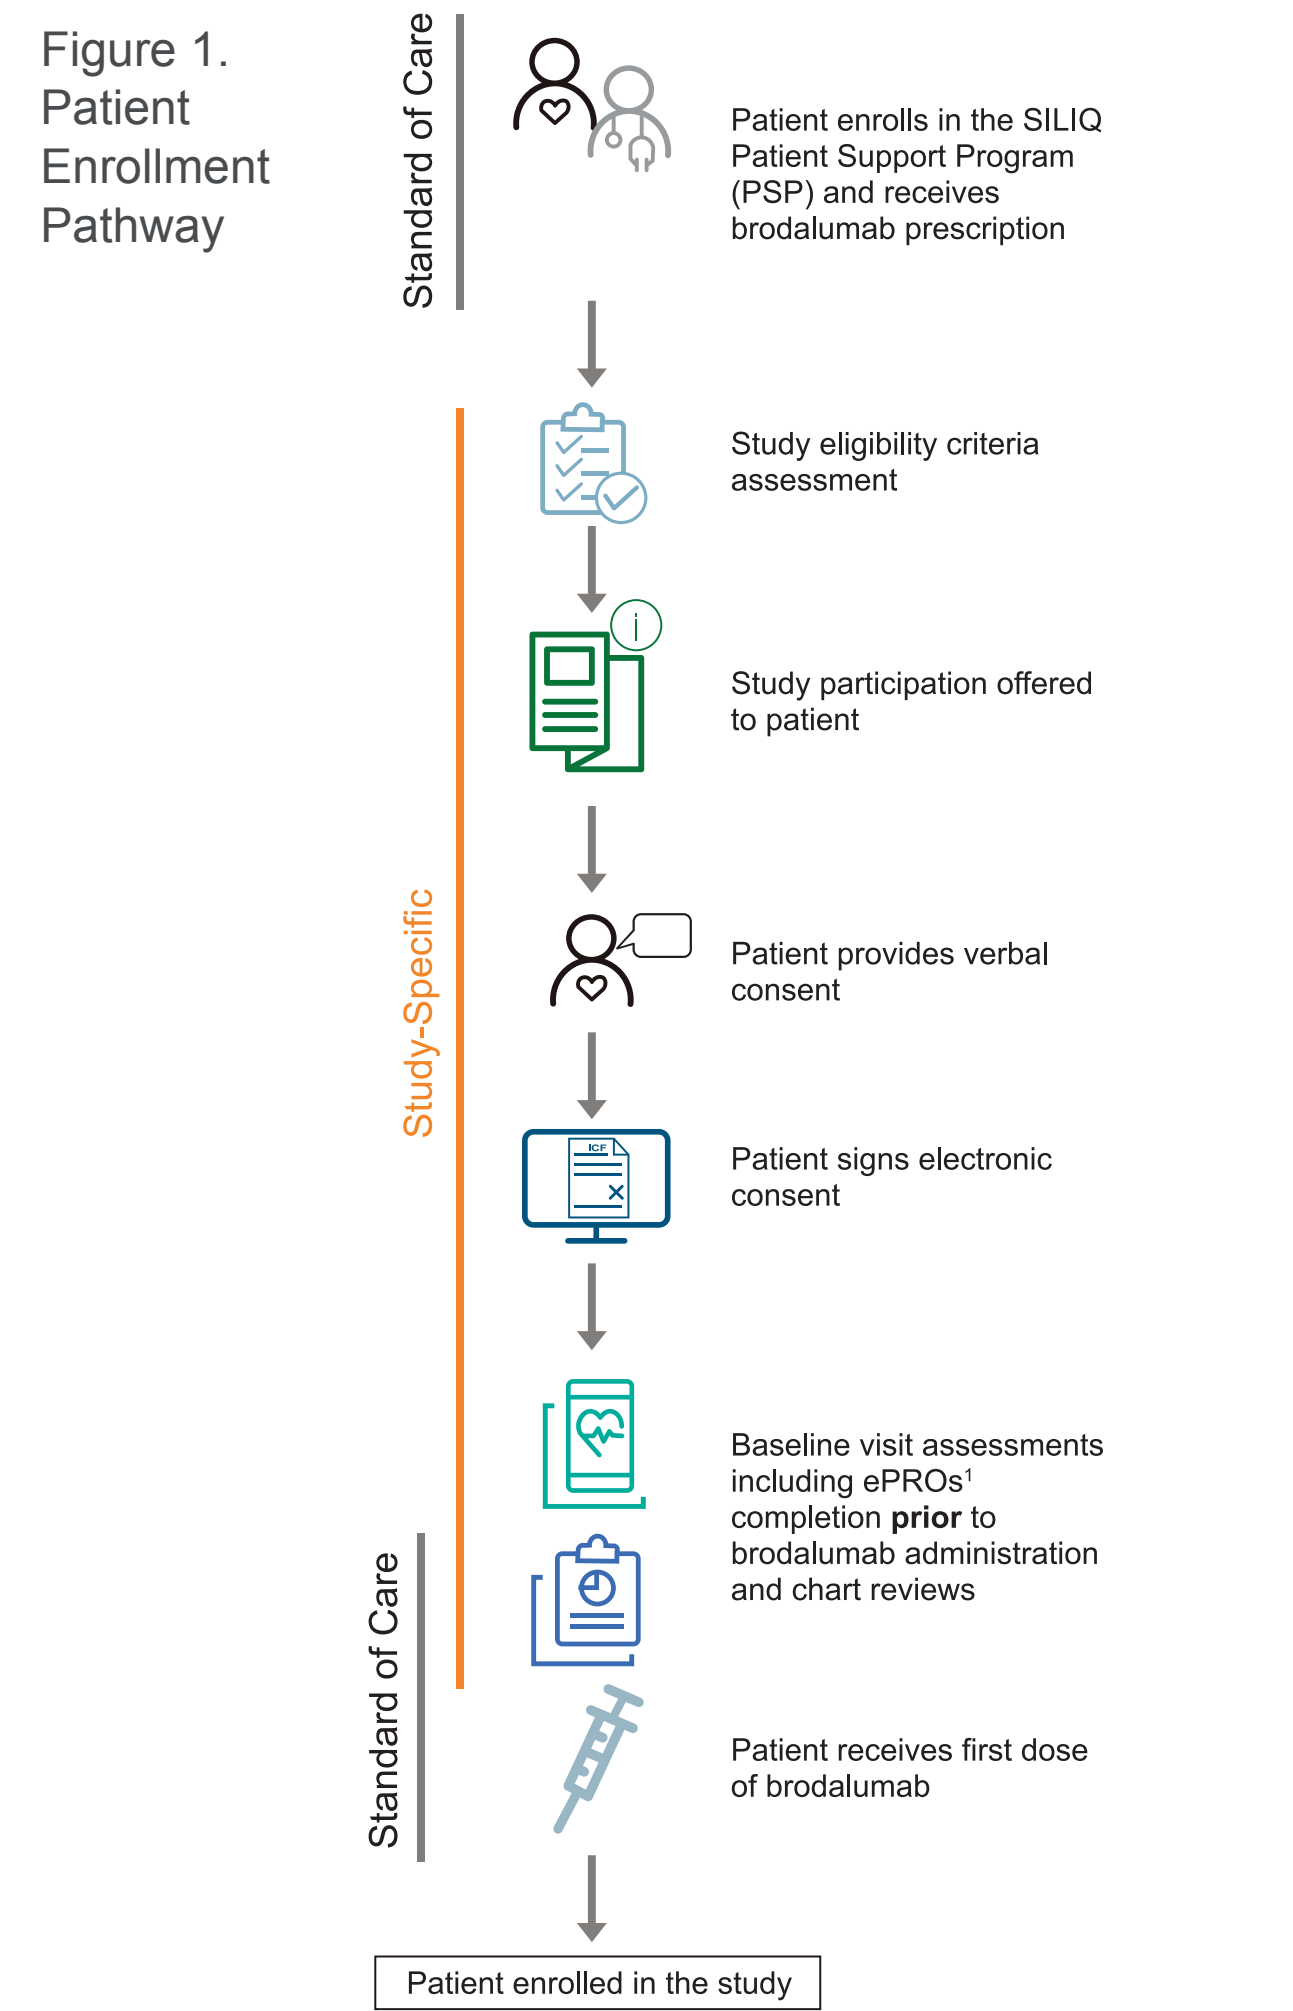 Figure 1.
Patient
Enrollment
Pathway
Standard of Care
Patient enrolls in the SILIQ
Patient Support Program
(PSP) and receives
brodalumab prescription
Study-Specific
Study eligibility criteria
assessment
i
Study participation offered
to patient
Patient provides verbal
consent
ICF
Patient signs electronic
consent
Baseline visit assessments
including ePROs¹
completion prior to
brodalumab administration
and chart reviews
Standard of Care
Patient receives first dose
of brodalumab
Patient enrolled in the study